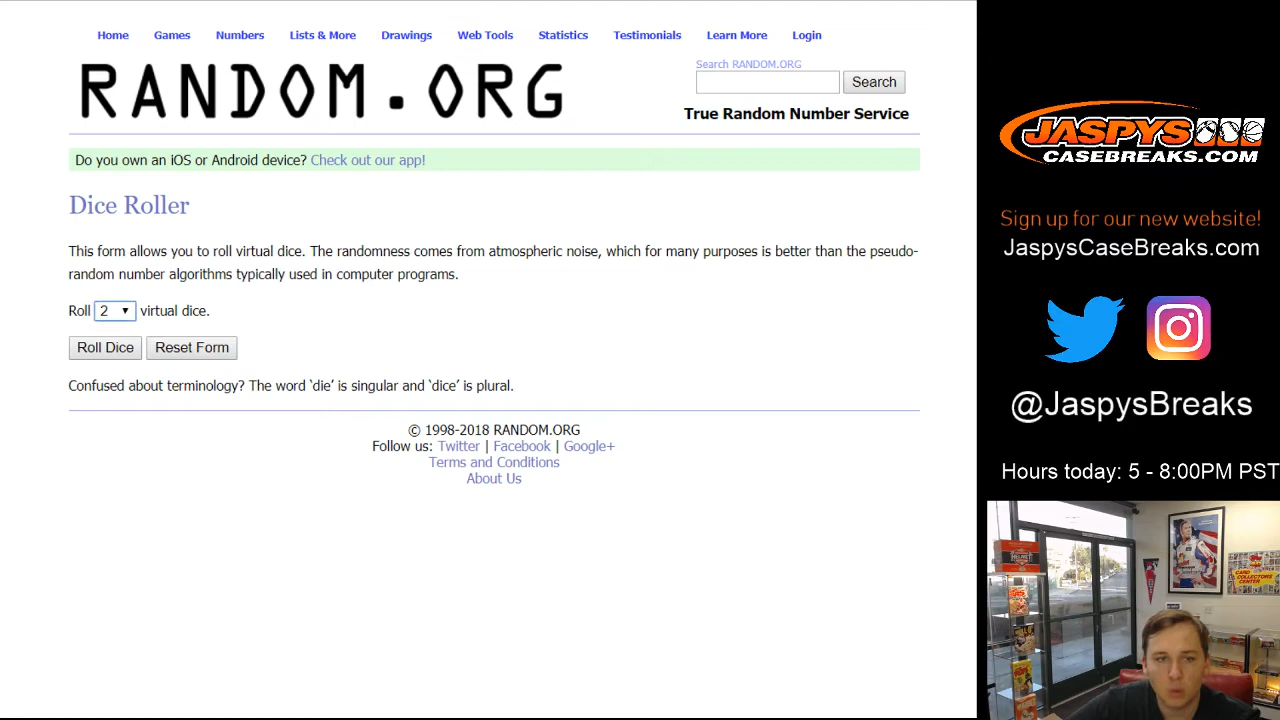 Home Games Numbers Lists & More Drawings Web Tools Statistics Testimonials Learn More Login
RANDOM.ORG
Search RANDOM.ORG
Search
True Random Number Service
Do you own an iOS or Android device? Check out our app!
Dice Roller
This form allows you to roll virtual dice. The randomness comes from atmospheric noise, which for many purposes is better than the pseudo-
random number algorithms typically used in computer programs.
Roll 2 virtual dice.
Roll Dice Reset Form
Confused about terminology? The word ‘die’ is singular and ‘dice’ is plural.
© 1998-2018 RANDOM.ORG
Follow us: Twitter | Facebook | Google+
Terms and Conditions
About Us
JASPYS
CASEBREAKS.COM
Sign up for our new website!
JaspysCaseBreaks.com
@JaspysBreaks
Hours today: 5 - 8:00PM PST
CARD
COLLECTORS
CENTER